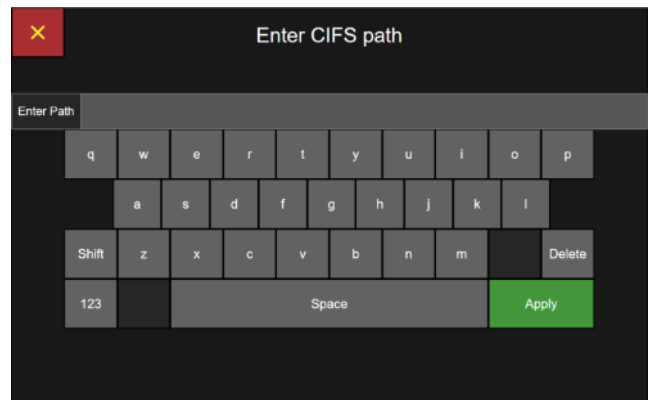 × Enter CIFS path
Enter Path
q w e r t y u i o p
a s d f g h j k l
Shift z x c v b n m Delete
123 Space Apply